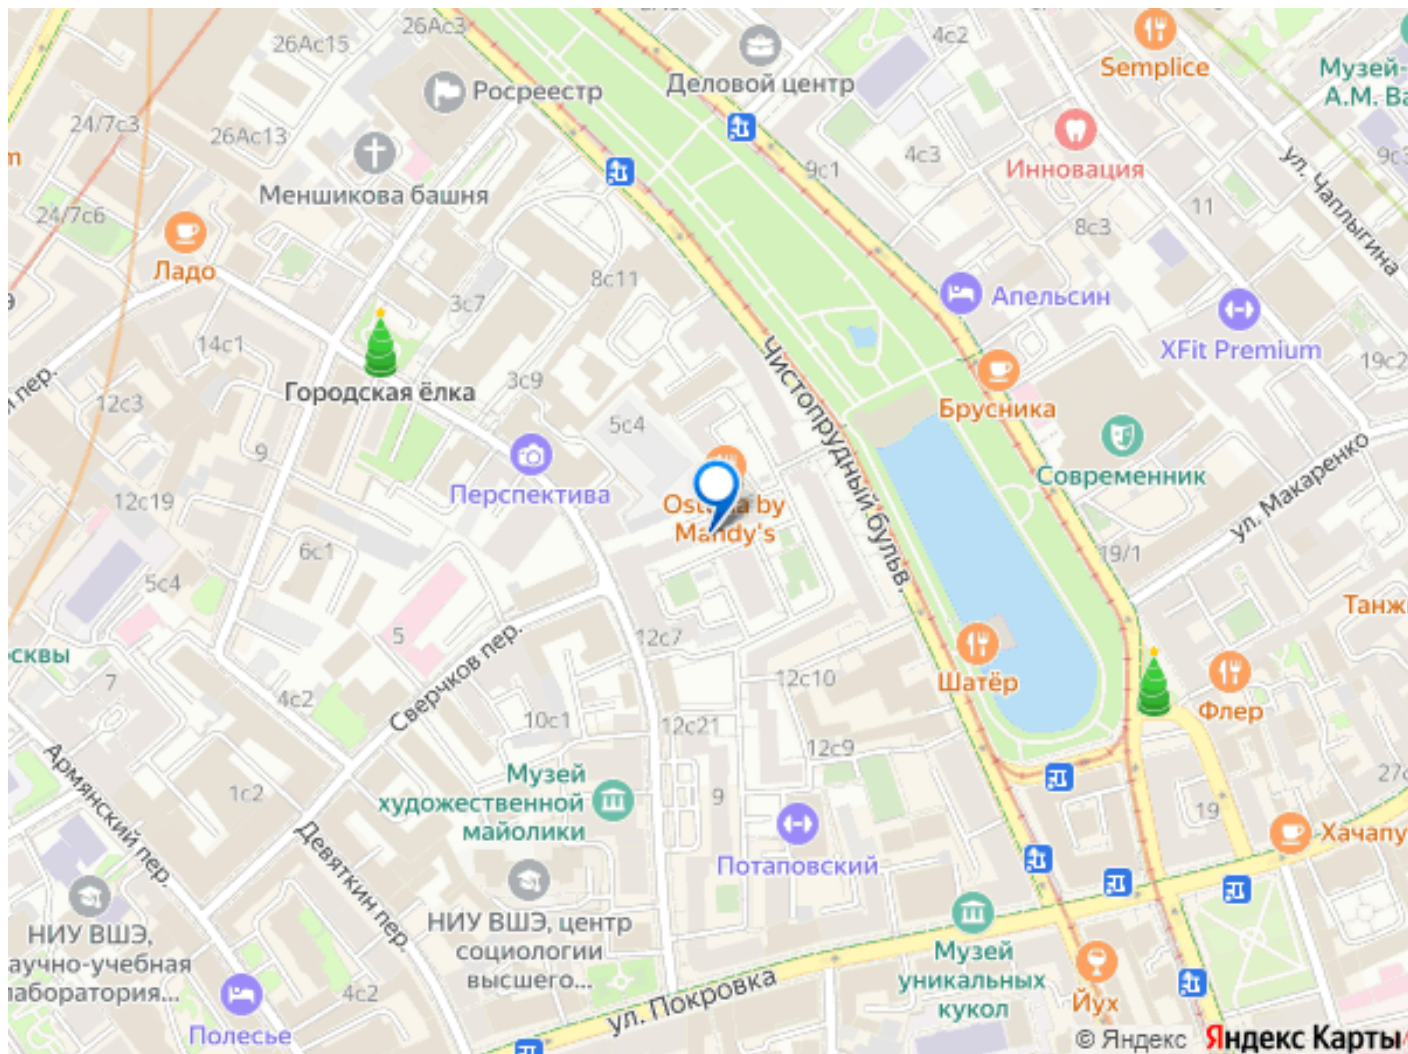 26Ас3
26Ас15
4с2
Semplice
Музей-
А.М. Ва
Деловой центр
Росреестр
24/7с3
26Ас13
9с1
4с3
Инновация
9с3
ул. Чаплыгина
Меншикова башня
24/7с6
11
8с3
Ладо
8с11
3с7
Апельсин
14с1
Чистопрудный бульв.
XFit Premium
19с2
пер.
Городская ёлка
3с9
12с3
Брусника
5с4
9
Современник
ул. Макаренко
Перспектива
12с19
Mandy's
6с1
19/1
5с4
Танж
5
12с7
сквы
7
Сверчков пер.
12с10
Шатёр
4с2
10с1
12с21
Флер
12с9
Армянский пер.
Музей
художественной
майолики
1с2
9
27с
19
Хачапу
Девяткин пер.
Потаповский
НИУ ВШЭ,
аучно-учебная
лаборатория...
НИУ ВШЭ, центр
социологии
высшего...
Музей
уникальных
кукол
4с2
ул. Покровка
Йух
Полесье
© Яндекс Яндекс Карты